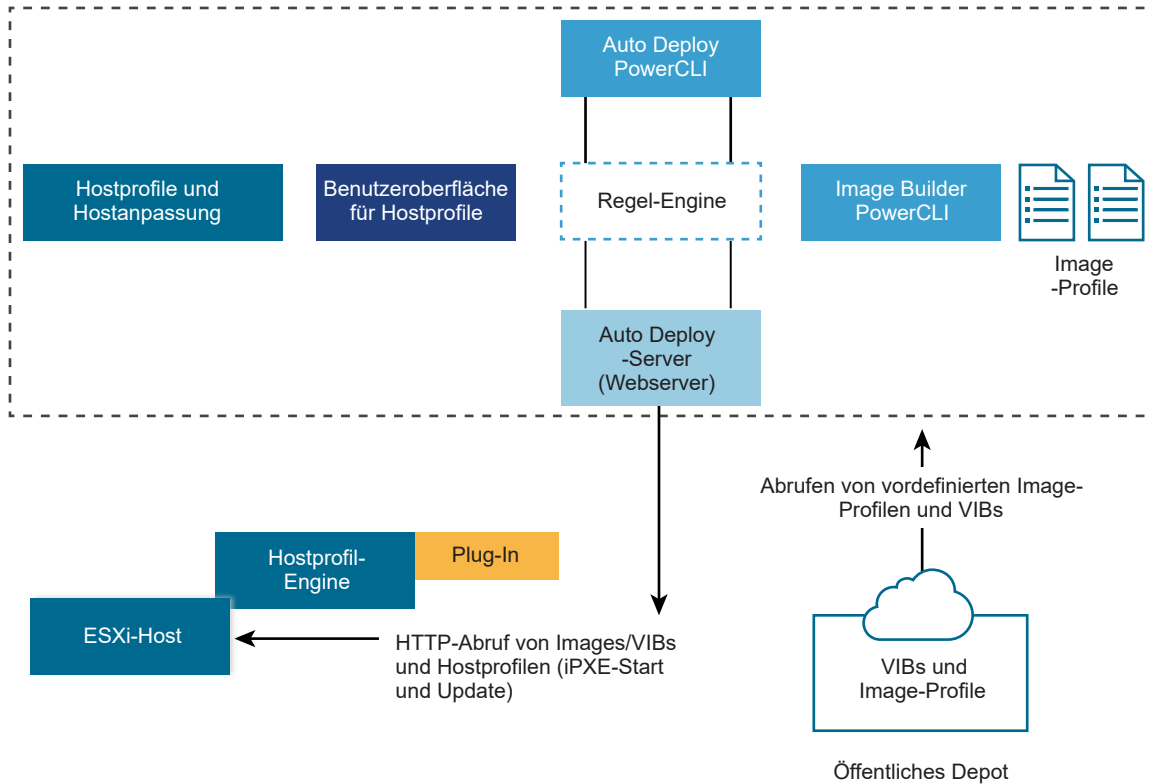 Auto Deploy
PowerCLI
Hostprofile und
Hostanpassung
Benutzeroberfläche
für Hostprofile
Regel-Engine
Image Builder
PowerCLI
Image
-Profile
Auto Deploy
-Server
(Webserver)
Abrufen von vordefinierten Image-
Profilen und VIBs
Hostprofil-
Engine
Plug-In
ESXi-Host
HTTP-Abruf von Images/VIBs
und Hostprofilen (iPXE-Start
und Update)
VIBs und
Image-Profile
Öffentliches Depot